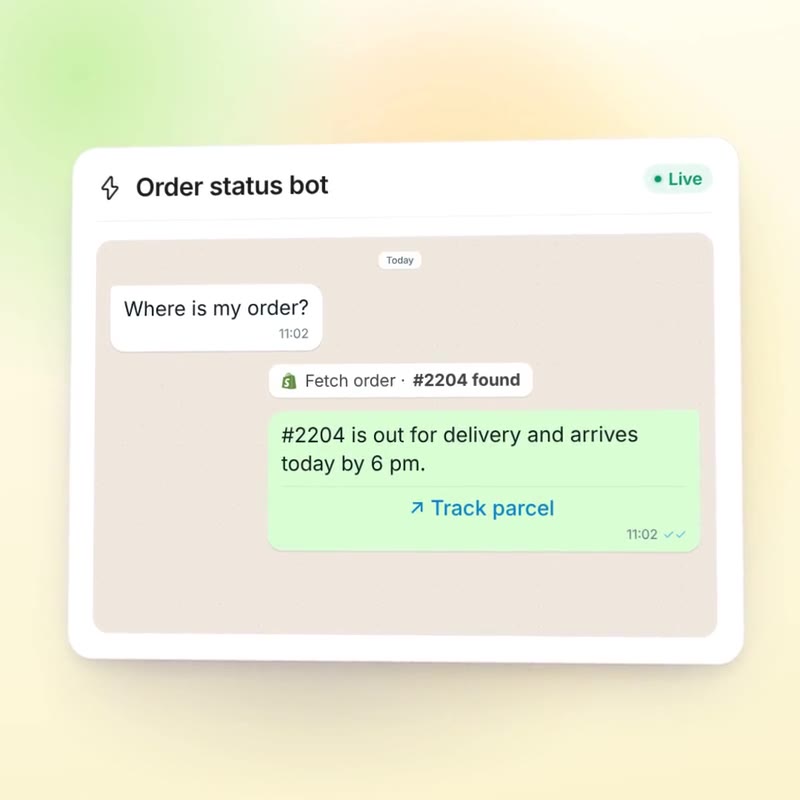 Order status bot
Live
Today
Where is my order?
11:02
Fetch order · #2204 found
#2204 is out for delivery and arrives
today by 6 pm.
Track parcel
11:02